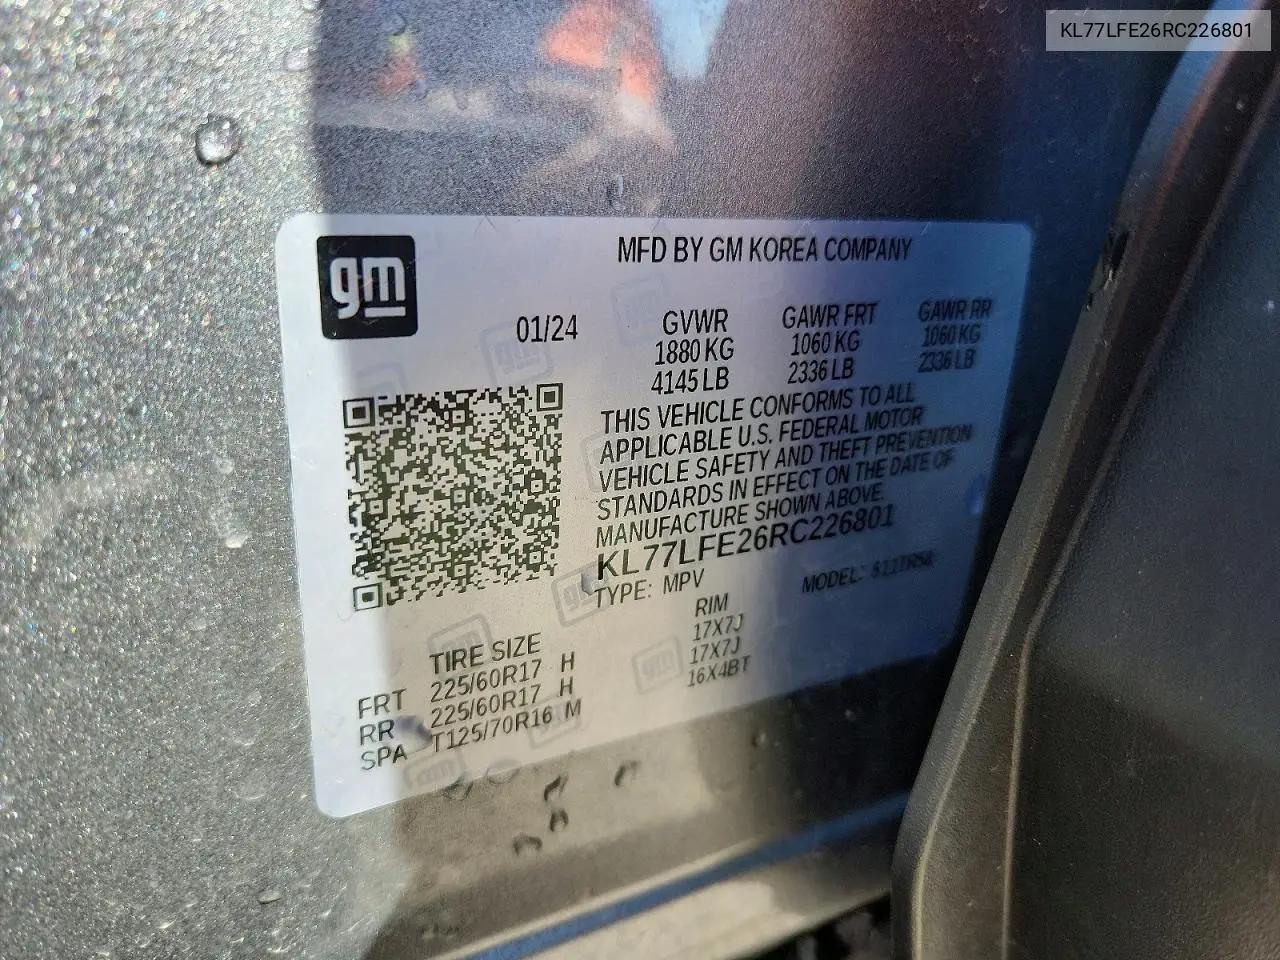 KL77LFE26RC226801
gm
MFD BY GM KOREA COMPANY
01/24
GVWR GAWR FRT GAWR RR
1880 KG 1060 KG 1060 KG
4145 LB 2336 LB 2336 LB
THIS VEHICLE CONFORMS TO ALL
APPLICABLE U.S. FEDERAL MOTOR
VEHICLE SAFETY AND THEFT PREVENTION
STANDARDS IN EFFECT ON THE DATE OF
MANUFACTURE SHOWN ABOVE.
KL77LFE26RC226801
TYPE: MPV MODEL:
TIRE SIZE RIM
FRT 225/60R17 H 17X7J
RR 225/60R17 H 17X7J
SPA T125/70R16 M 16X4BT